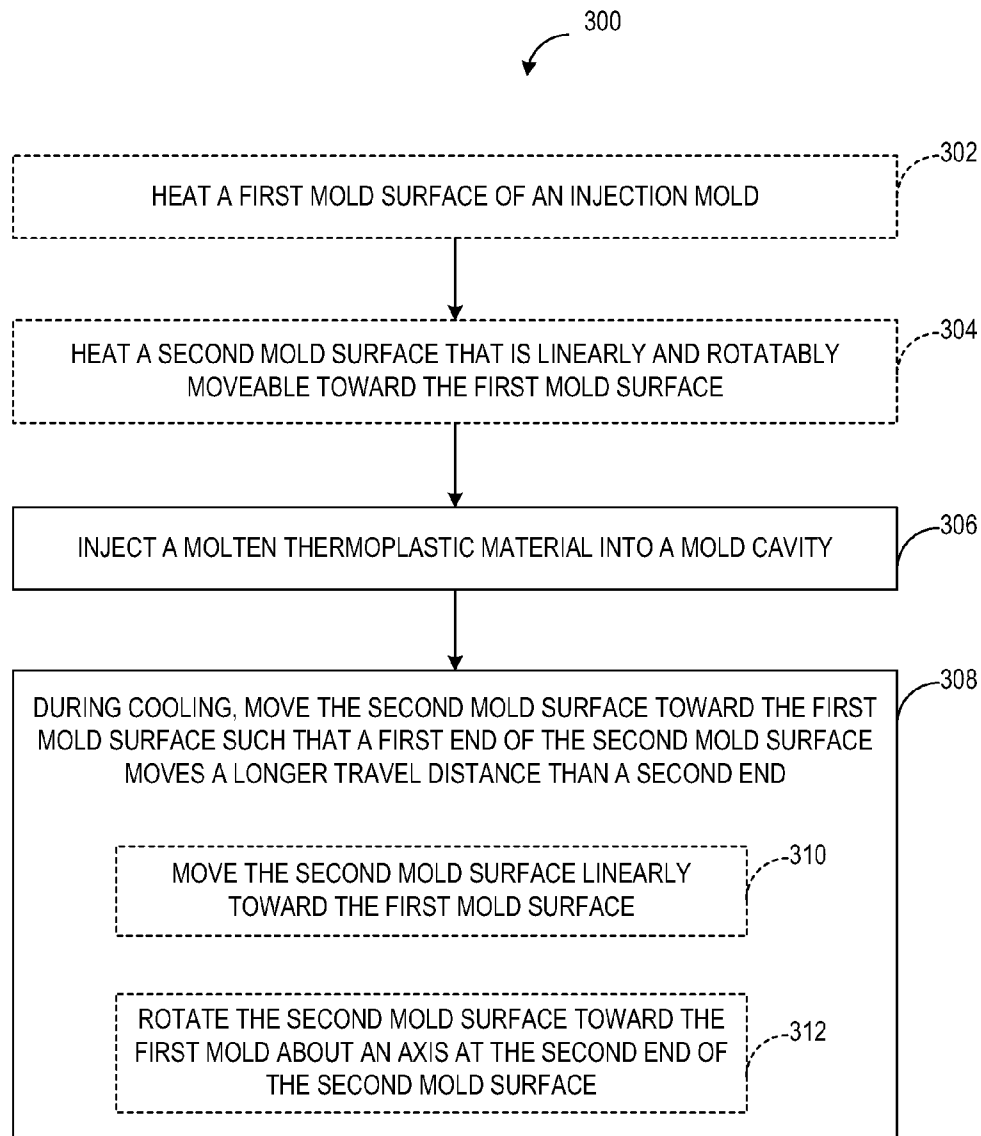 300
302
HEAT A FIRST MOLD SURFACE OF AN INJECTION MOLD
304
HEAT A SECOND MOLD SURFACE THAT IS LINEARLY AND ROTATABLY
MOVEABLE TOWARD THE FIRST MOLD SURFACE
306
INJECT A MOLTEN THERMOPLASTIC MATERIAL INTO A MOLD CAVITY
308
DURING COOLING, MOVE THE SECOND MOLD SURFACE TOWARD THE FIRST
MOLD SURFACE SUCH THAT A FIRST END OF THE SECOND MOLD SURFACE
MOVES A LONGER TRAVEL DISTANCE THAN A SECOND END
310
MOVE THE SECOND MOLD SURFACE LINEARLY
TOWARD THE FIRST MOLD SURFACE
312
ROTATE THE SECOND MOLD SURFACE TOWARD THE
FIRST MOLD ABOUT AN AXIS AT THE SECOND END OF
THE SECOND MOLD SURFACE